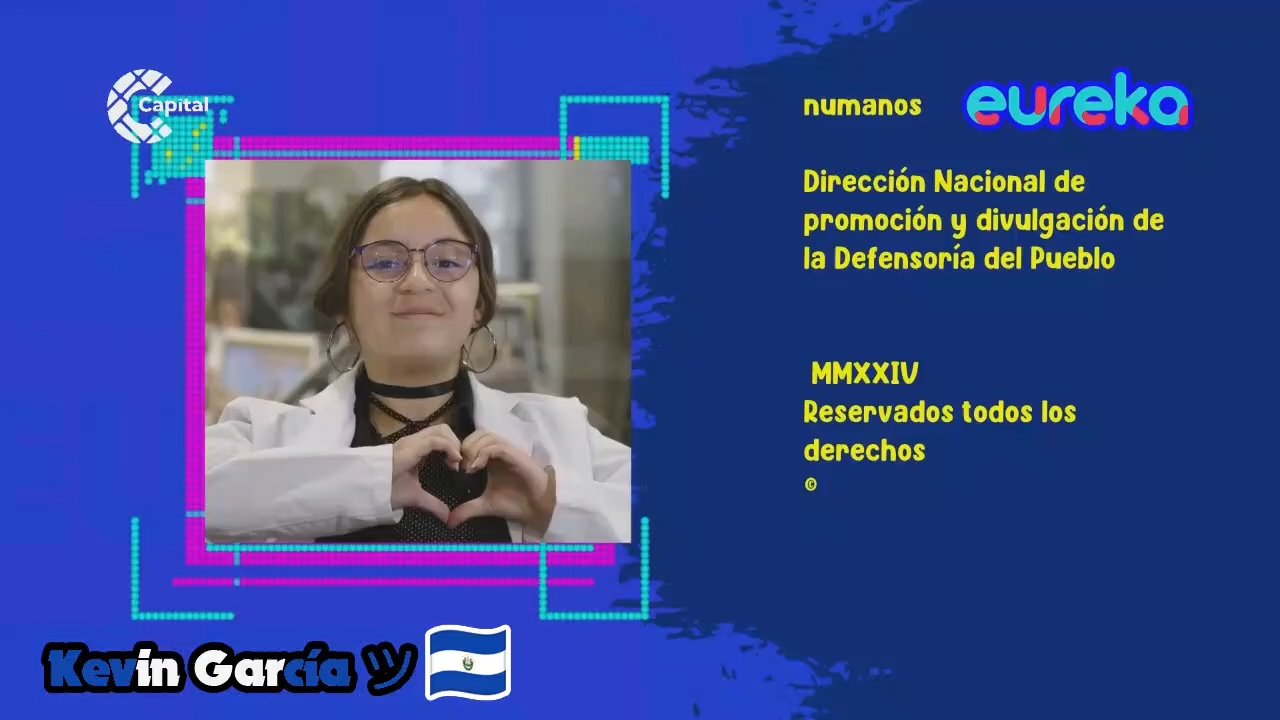 Capital
numanos
eureka
Dirección Nacional de
promoción y divulgación de
la Defensoría del Pueblo
MMXXIV
Reservados todos los
derechos
©
Kevin García ツ